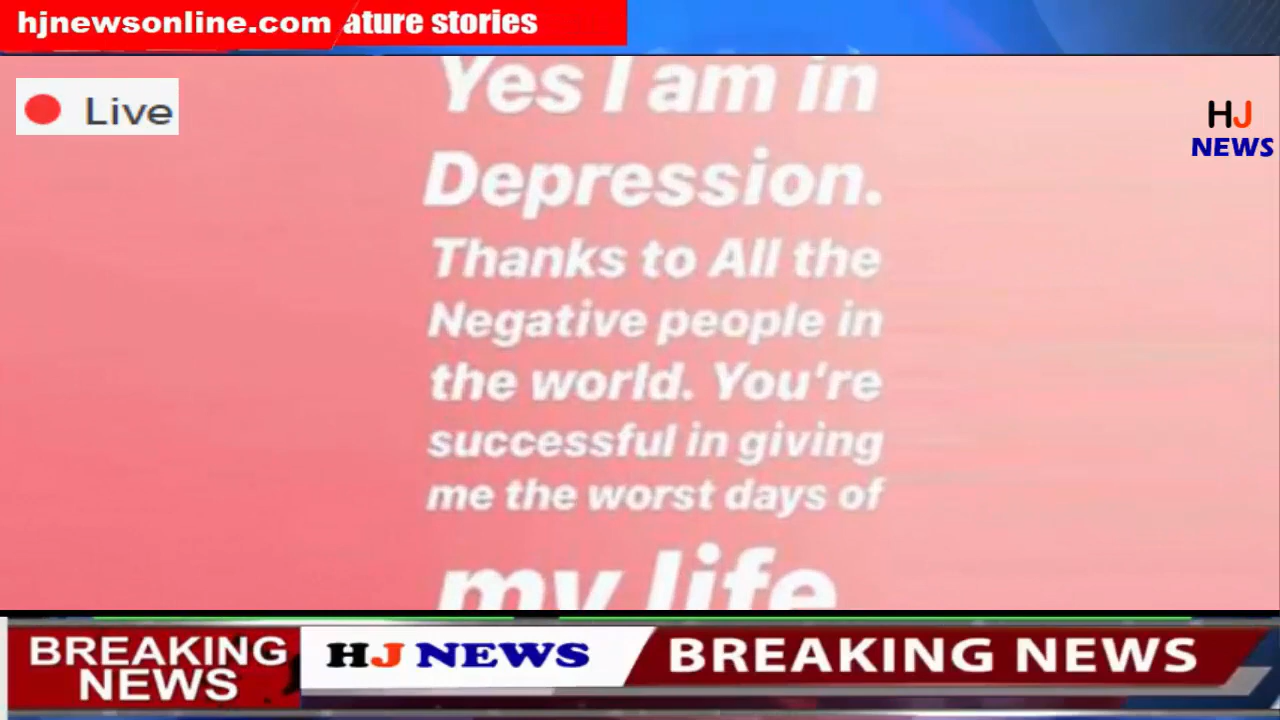 hjnewsonline.com ature stories
Live
HJ
NEWS
Yes I am in
Depression.
Thanks to All the
Negative people in
the world. You're
successful in giving
me the worst days of
my life
BREAKING
NEWS
HJ NEWS
BREAKING NEWS